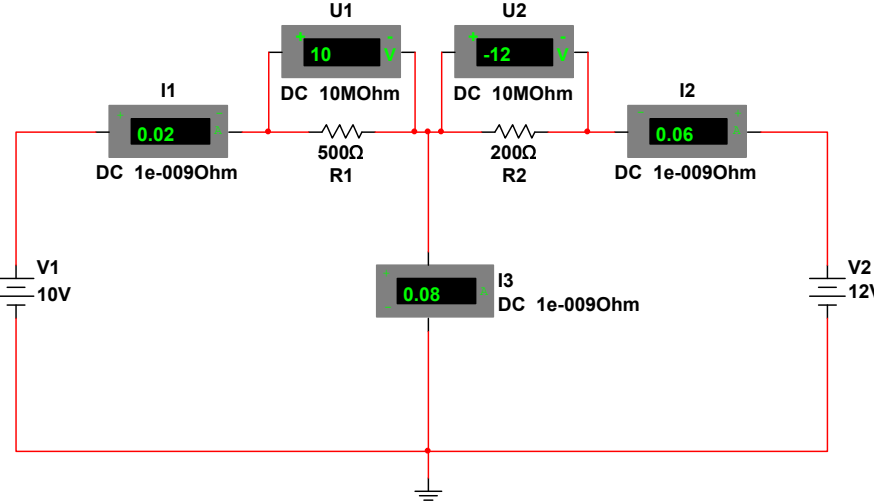 U1
U2
+ -
10 V
+ -
-12 V
DC 10MOhm
DC 10MOhm
I1
I2
+ -
0.02 A
- +
0.06 A
500Ω
200Ω
DC 1e-009Ohm
R1
R2
DC 1e-009Ohm
V1
10V
+
0.08 A
-
I3
DC 1e-009Ohm
V2
12V